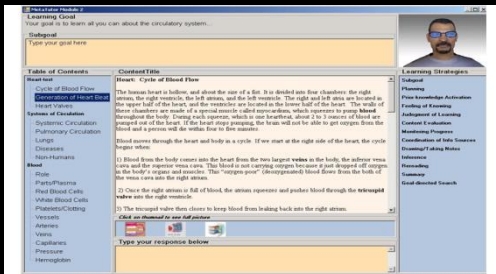 MetaTutor Module 2
Learning Goal
Your goal is to learn all you can about the circulatory system.
Subgoal
Type your goal here
Table of Contents
Heart text
Cycle of Blood Flow
Generation of Heart Beat
Heart Valves
Systems of Circulation
Systemic Circulation
Pulmonary Circulation
Lungs
Diseases
Non-Humans
Blood
Role
Parts/Plasma
Red Blood Cells
White Blood Cells
Platelets/Clotting
Vessels
Arteries
Veins
Capillaries
Pressure
Hemoglobin
ContentTitle
Heart: Cycle of Blood Flow
The human heart is hollow, and about the size of a fist. It is divided into four chambers: the right
atrium, the right ventricle, the left atrium, and the left ventricle. The right and left atria are located in
the upper half of the heart, and the ventricles are located in the lower half of the heart. The walls of
these chambers are made of a special muscle called myocardium, which squeezes to pump blood
throughout the body. During each squeeze, which is one heartbeat, about 2 to 3 ounces of blood are
pumped out of the heart. If the heart stops pumping, the brain will not be able to get oxygen from the
blood and a person will die within four to five minutes.
Blood moves through the heart and body in a cycle. If we start at the right side of the heart, the cycle
begins when:
1) Blood from the body comes into the heart from the two largest veins in the body, the inferior vena
cava and the superior vena cava. This blood is not carrying oxygen because it just dropped off oxygen
in the body's organs and muscles. This "oxygen poor" (deoxygenated) blood flows from the both of
the vena cava into the right atrium.
2) Once the right atrium is full of blood, the atrium squeezes and pushes blood through the tricuspid
valve into the right ventricle.
3) The tricuspid valve then closes to keep blood from leaking back into the right atrium.
Click on thumnail to see full picture
Type your response below
Learning Strategies
Subgoal
Planning
Prior knowledge Activation
Feeling of Knowing
Judgment of Learning
Content Evaluation
Monitoring Progress
Coordination of Info Sources
Drawing/Taking Notes
Inference
Rereading
Summary
Goal-directed Search